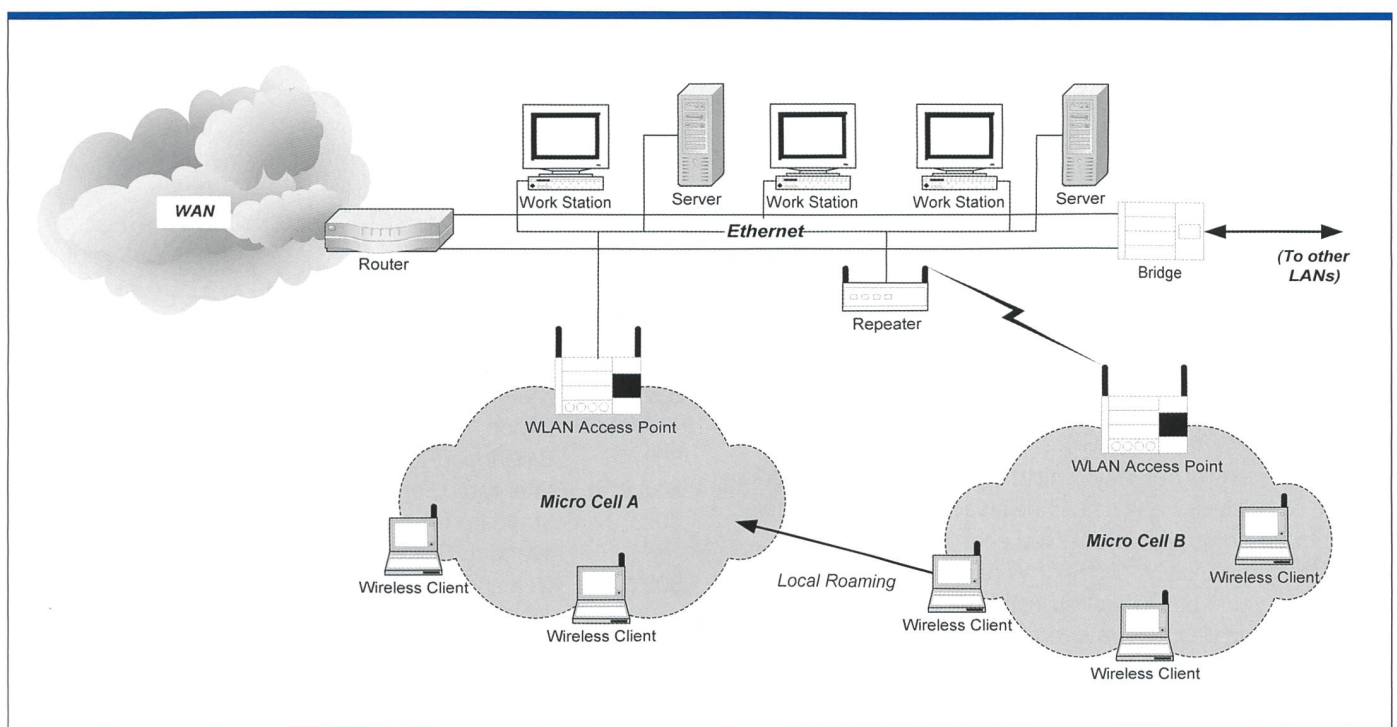 WAN
Router
Work Station
Server
Work Station
Work Station
Server
Ethernet
Bridge
(To other
LANs)
Repeater
WLAN Access Point
WLAN Access Point
Micro Cell A
Micro Cell B
Wireless Client
Wireless Client
Local Roaming
Wireless Client
Wireless Client
Wireless Client